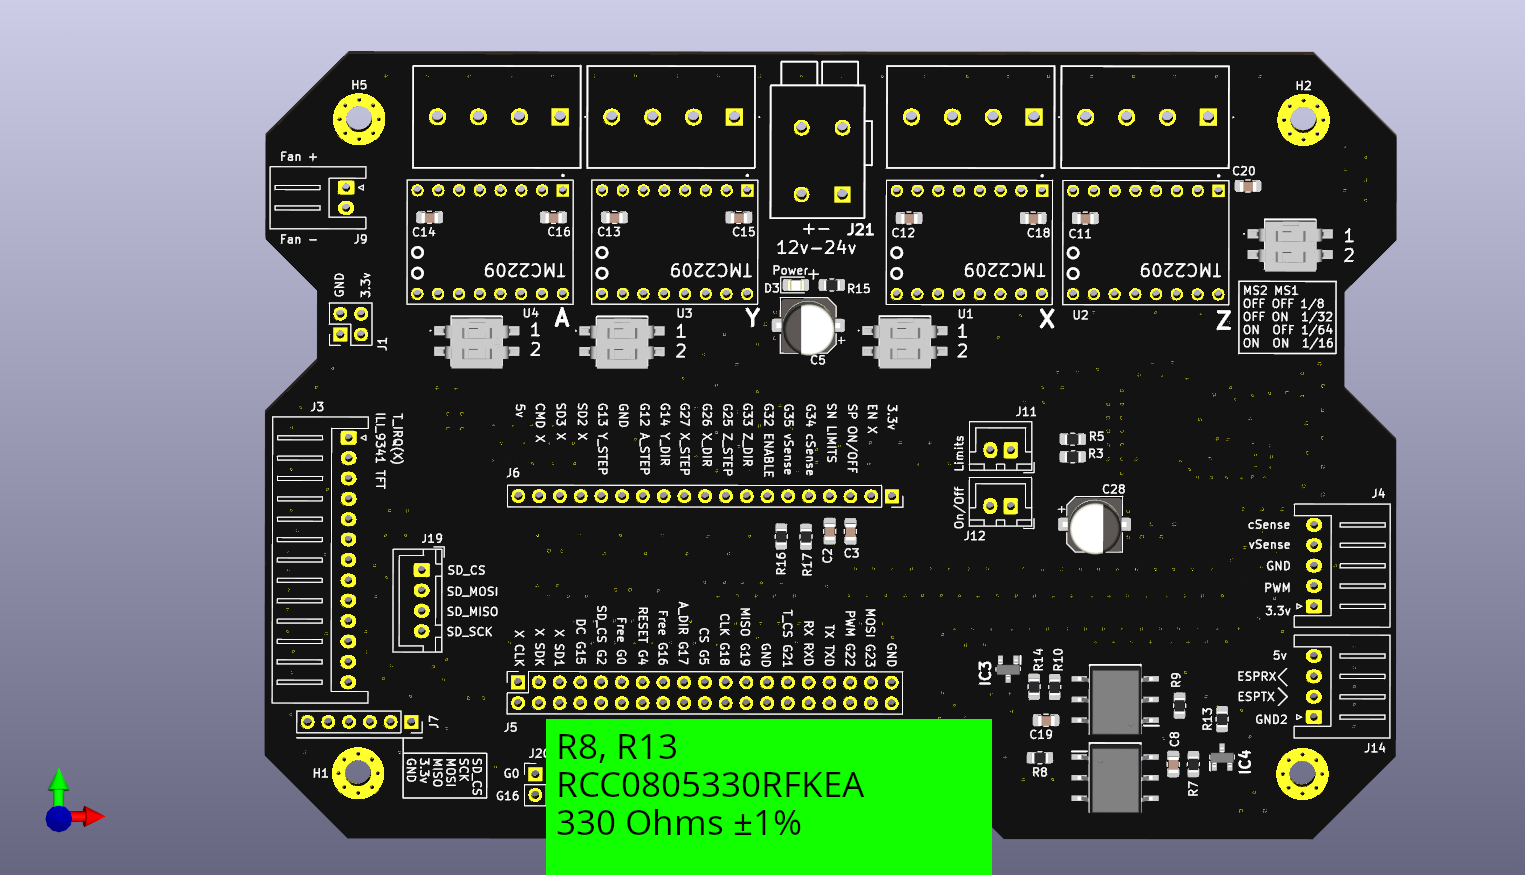 H5
H2
Fan +
Fan -
J9
C20
C14
C16
C13
C15
C12
C18
C11
+-
J21
12v-24v
TMC2209
TMC2209
TMC2209
TMC2209
Power
+
D3
R15
GND
3.3v
J1
U4
A
1
2
U3
Y
1
2
C5
+
U1
X
1
2
U2
Z
1
2
MS2 MS1
OFF OFF 1/8
OFF ON 1/32
ON OFF 1/64
ON ON 1/16
J3
T_IRQ(X)
ILI_9341 TFT
5v
CMD X
SD3 X
SD2 X
G13 Y_STEP
GND
G12 A_STEP
G14 Y_DIR
G27 X_STEP
G26 X_DIR
G25 Z_STEP
G33 Z_DIR
G32 ENABLE
G35 vSense
G34 cSense
SN LIMITS
SP ON/OFF
EN X
3.3v
J6
J11
Limits
R5
R3
On/Off
J12
C28
+
R16
R17
C2
C3
J4
cSense
vSense
GND
PWM
3.3v
J19
SD_CS
SD_MOSI
SD_MISO
SD_SCK
X CLK
X SDK
X SD1
DC G15
SD_CS G2
Free G0
RESET G4
Free G16
A_DIR G17
CS G5
CLK G18
MISO G19
GND
T_CS G21
RX RXD
TX TXD
PWM G22
MOSI G23
GND
J5
5v
ESPRX
ESPTX
GND2
J14
IC3
R14
R10
R9
R13
C19
R8
C8
R7
IC4
J7
H1
GND
3.3v
MISO
MOSI
SCK
SD_CS
J20
G0
G16
R8, R13
RCC0805330RFKEA
330 Ohms ±1%